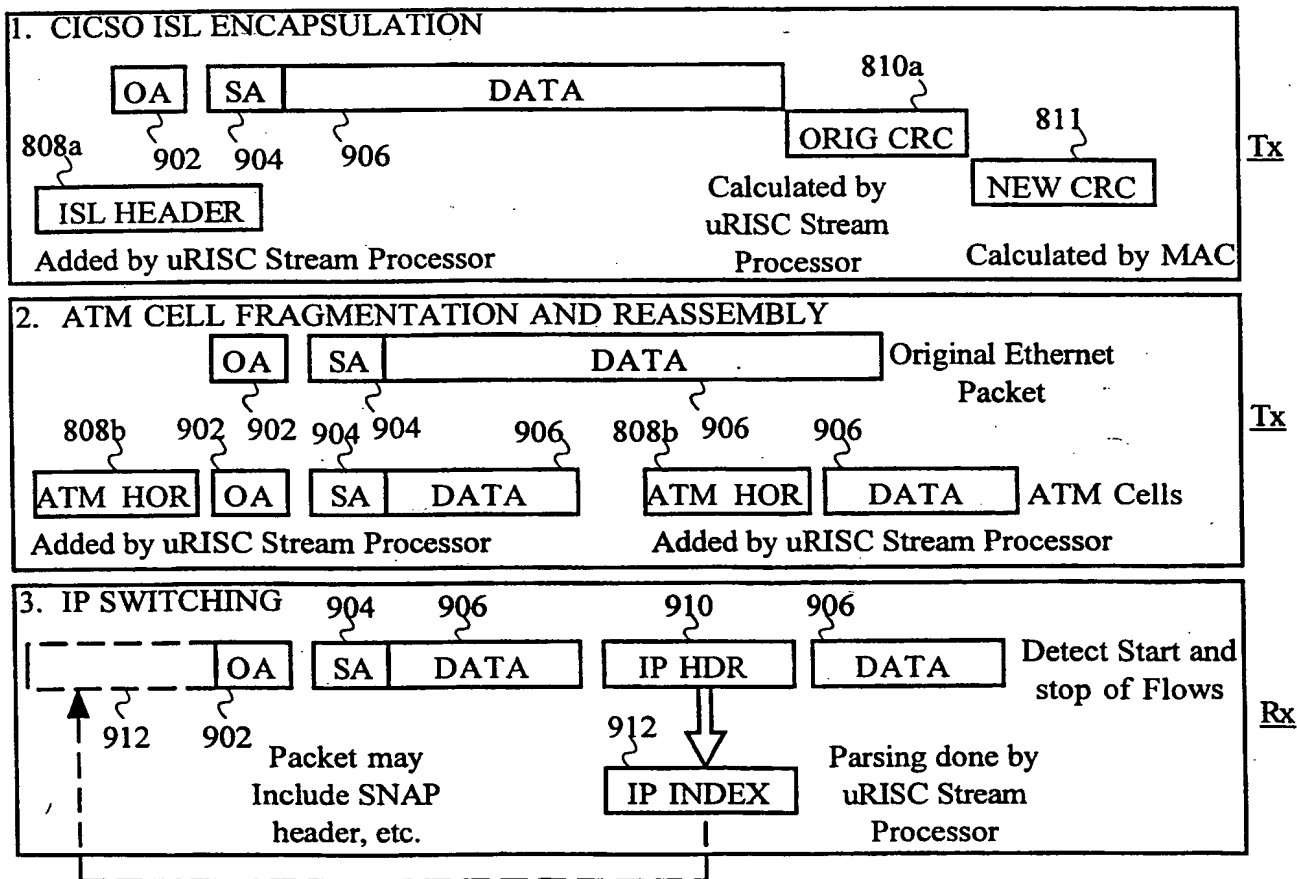 1. CICSO ISL ENCAPSULATION
OA SA DATA
810a
ORIG CRC
811
808a
902 904 906
ISL HEADER
NEW CRC
Tx
Added by uRISC Stream Processor
Calculated by
uRISC Stream
Processor
Calculated by MAC
2. ATM CELL FRAGMENTATION AND REASSEMBLY
OA SA DATA
Original Ethernet
Packet
808b 902 902 904 904 906 808b 906 906
Tx
ATM HOR OA SA DATA ATM HOR DATA ATM Cells
Added by uRISC Stream Processor Added by uRISC Stream Processor
3. IP SWITCHING
904 906 910 906
OA SA DATA IP HDR DATA
Detect Start and
stop of Flows
Rx
912 902
912
Packet may
Include SNAP
header, etc.
IP INDEX
Parsing done by
uRISC Stream
Processor